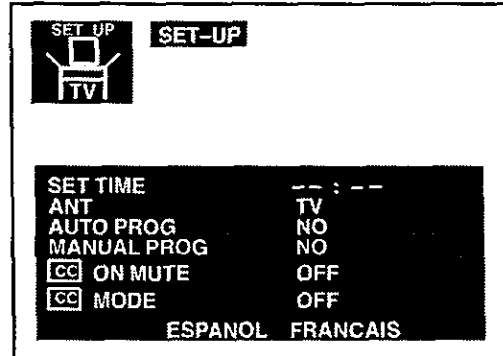 SET UP
SET-UP
TV
SET TIME --:--
ANT TV
AUTO PROG NO
MANUAL PROG NO
CC ON MUTE OFF
CC MODE OFF
ESPANOL FRANCAIS